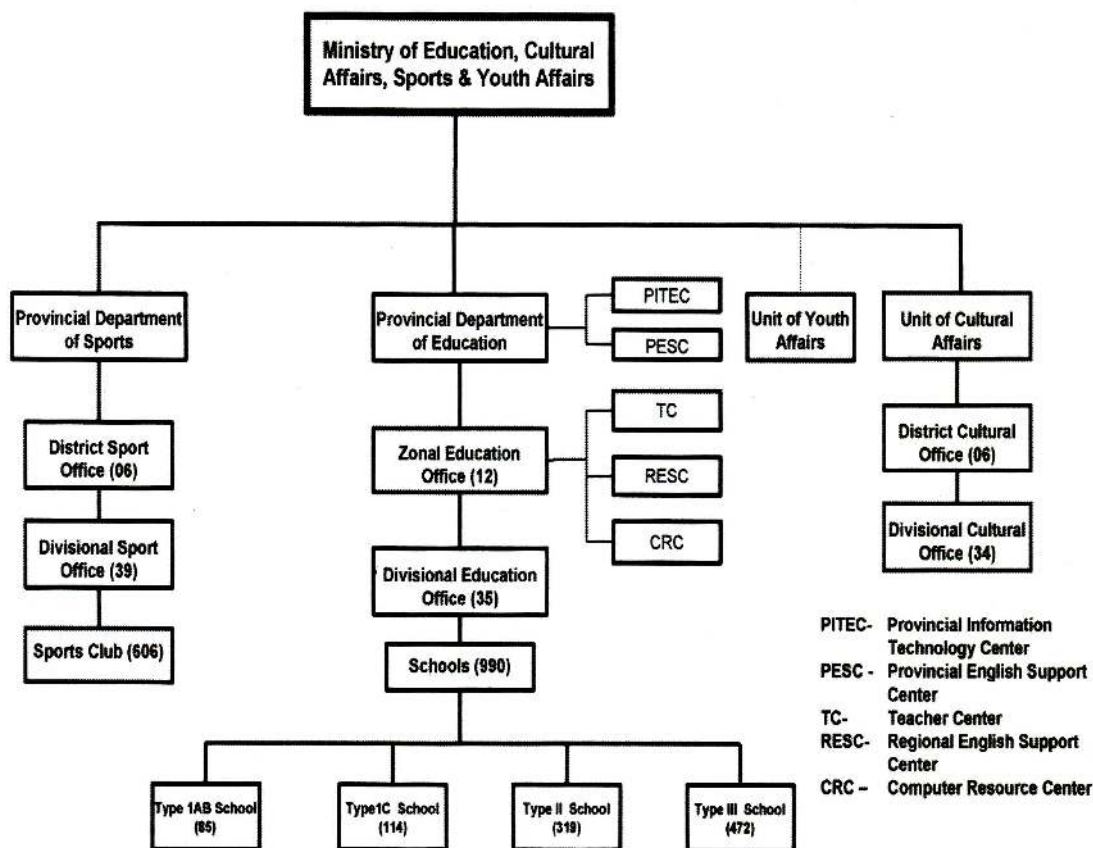 Ministry of Education, Cultural
Affairs, Sports & Youth Affairs
Provincial Department
of Sports
Provincial Department
of Education
PITEC
PESC
Unit of Youth
Affairs
Unit of Cultural
Affairs
District Sport
Office (06)
Zonal Education
Office (12)
TC
RESC
CRC
District Cultural
Office (06)
Divisional Sport
Office (39)
Divisional Education
Office (35)
Divisional Cultural
Office (34)
Sports Club (606)
Schools (990)
Type 1AB School
(85)
Type1C School
(114)
Type II School
(319)
Type III School
(472)
PITEC- Provincial Information
Technology Center
PESC - Provincial English Support
Center
TC- Teacher Center
RESC- Regional English Support
Center
CRC – Computer Resource Center